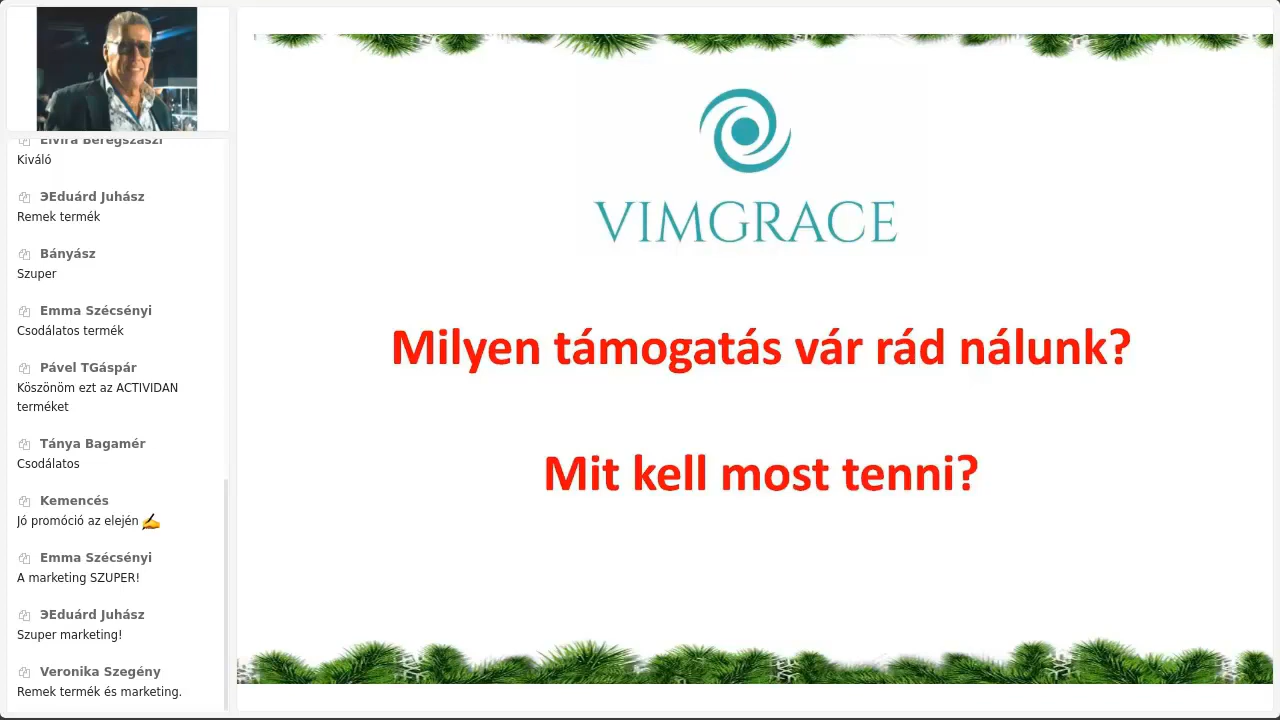 Elvira Beregszászi
Kiváló
ЭEduárd Juhász
Remek termék
Bányász
Szuper
Emma Szécsényi
Csodálatos termék
Pável TGáspár
Köszönöm ezt az ACTIVIDAN
terméket
Tánya Bagamér
Csodálatos
Kemencés
Jó promóció az elején ✍
Emma Szécsényi
A marketing SZUPER!
ЭEduárd Juhász
Szuper marketing!
Veronika Szegény
Remek termék és marketing.
VIMGRACE
Milyen támogatás vár rád nálunk?
Mit kell most tenni?